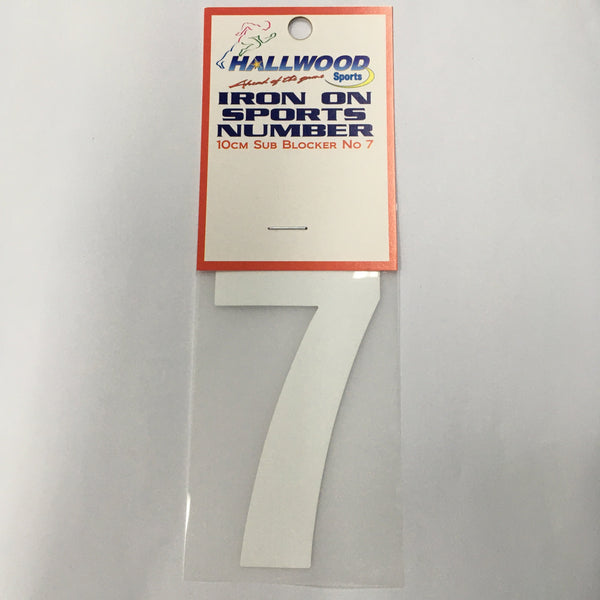 HALLWOOD
Sports
Ahead of the game
IRON ON
SPORTS
NUMBER
10CM SUB BLOCKER NO 7
7